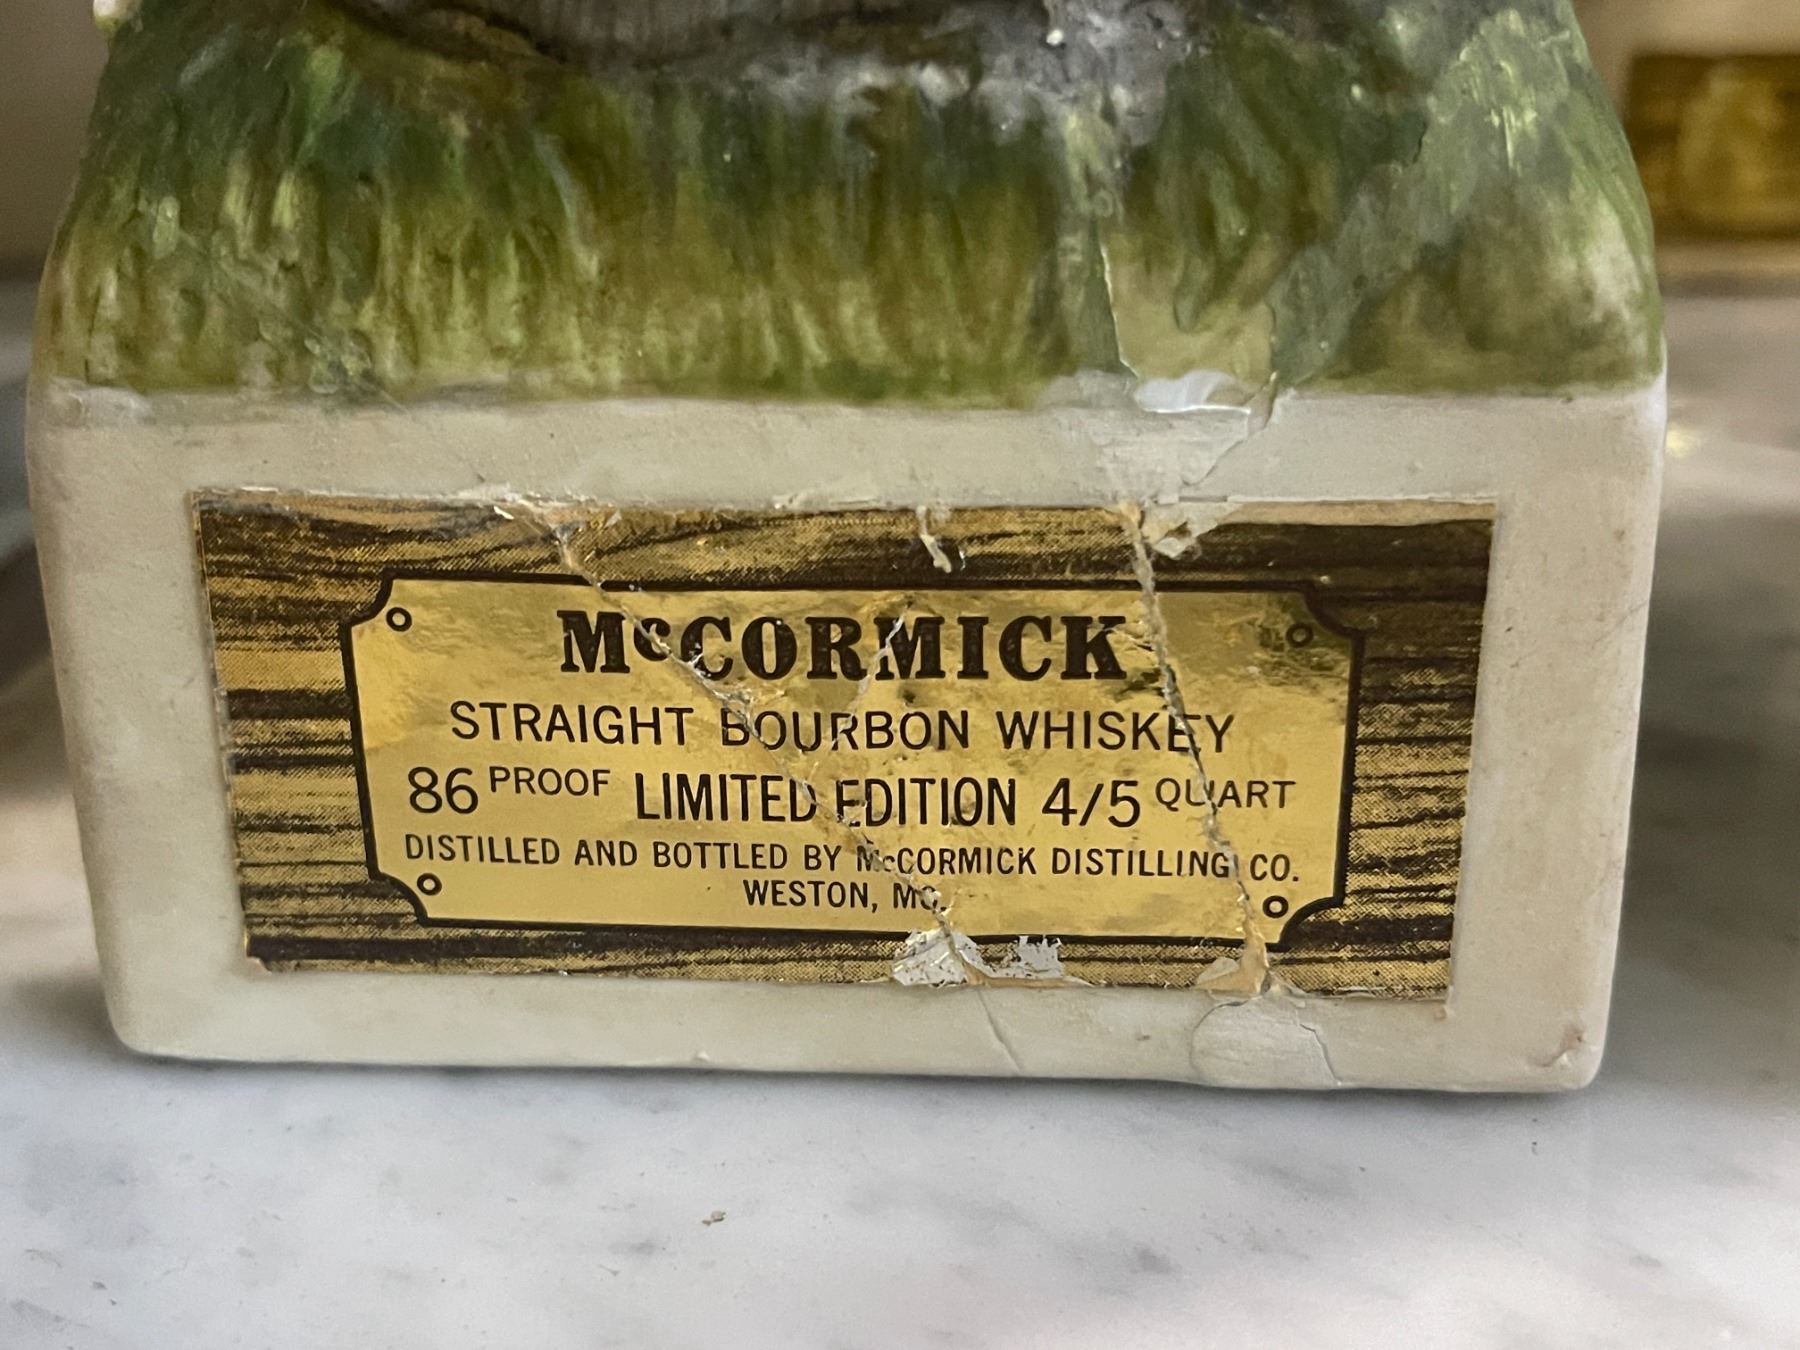 McCORMICK
STRAIGHT BOURBON WHISKEY
86 PROOF LIMITED EDITION 4/5 QUART
DISTILLED AND BOTTLED BY McCORMICK DISTILLING CO.
WESTON, MO.